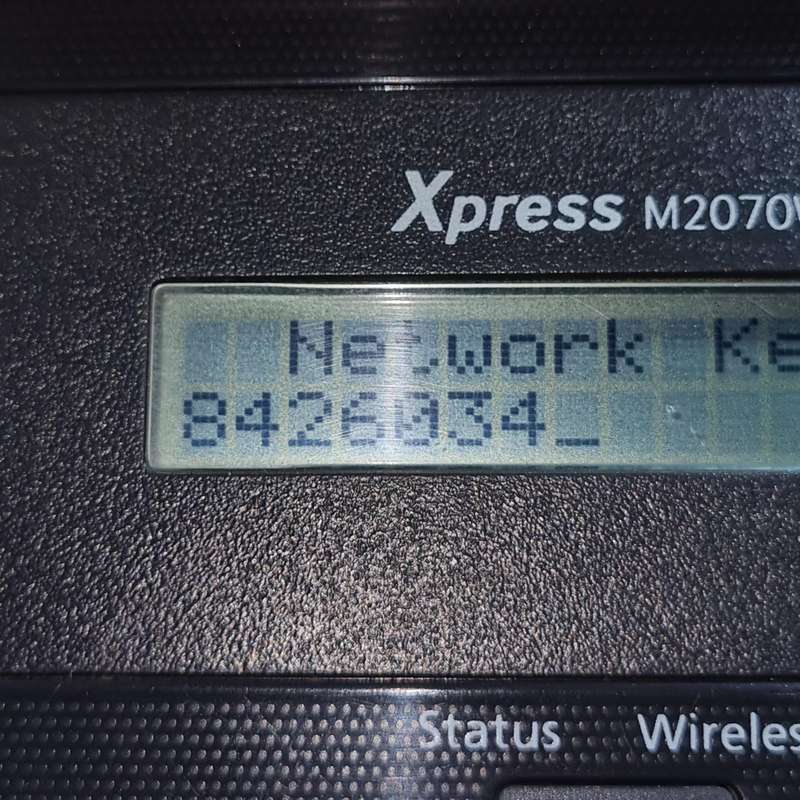 Xpress M2070
Network Ke
8426034_
Status Wireles